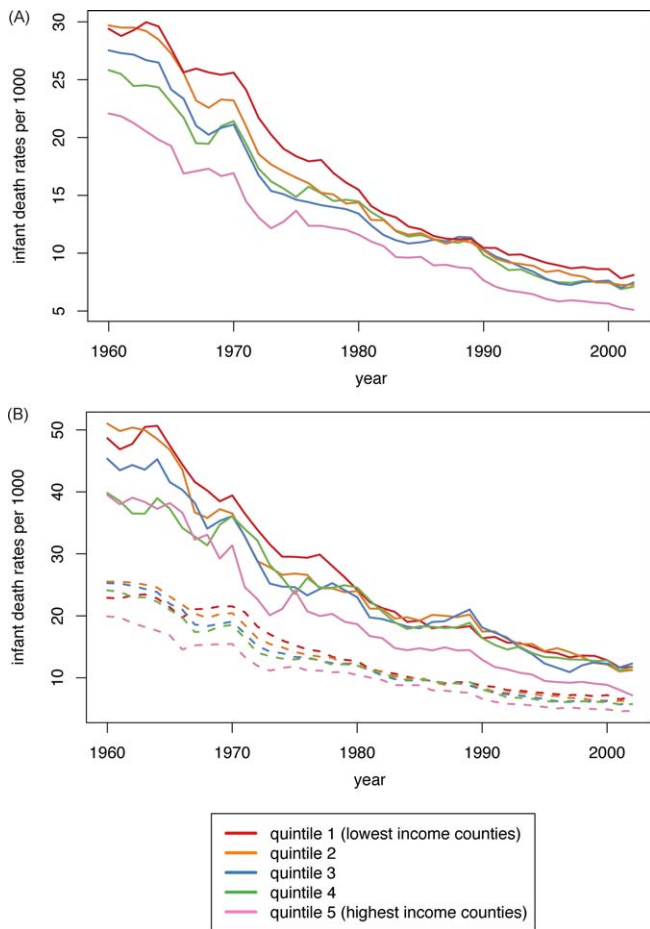 (A)
infant death rates per 1000
30
25
20
15
10
5
1960 1970 1980 1990 2000
year
(B)
infant death rates per 1000
50
40
30
20
10
1960 1970 1980 1990 2000
year
quintile 1 (lowest income counties)
quintile 2
quintile 3
quintile 4
quintile 5 (highest income counties)